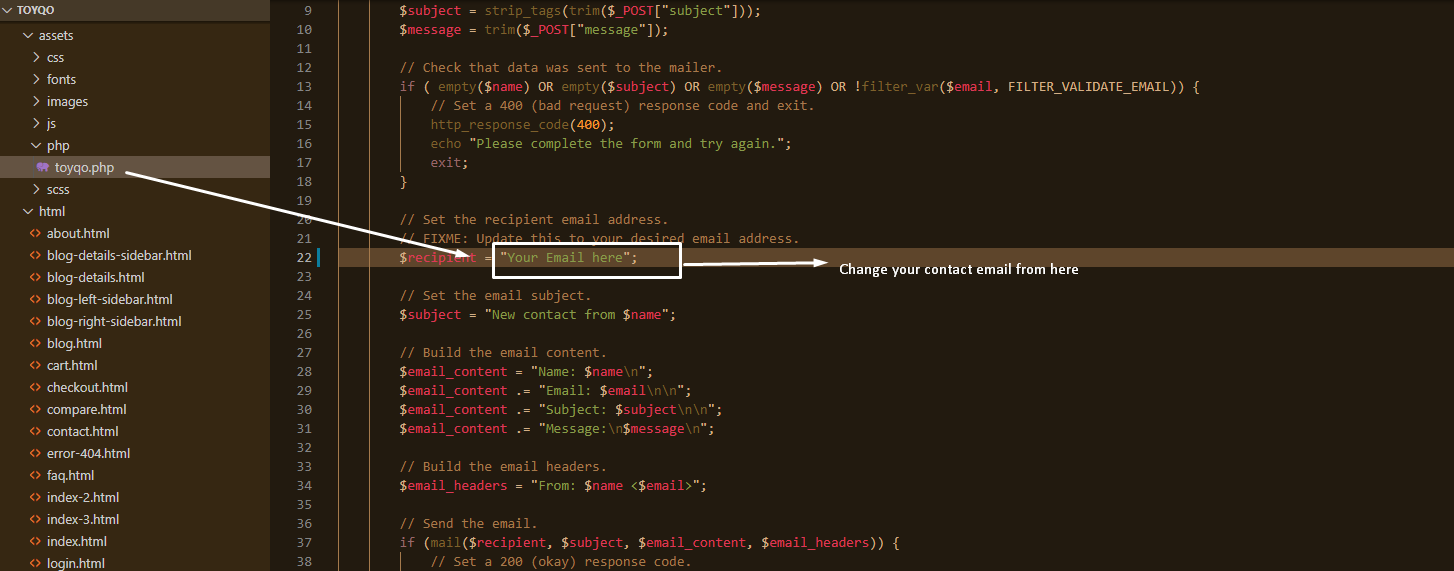 TOYQO
assets
css
fonts
images
js
php
toyqo.php
scss
html
about.html
blog-details-sidebar.html
blog-details.html
blog-left-sidebar.html
blog-right-sidebar.html
blog.html
cart.html
checkout.html
compare.html
contact.html
error-404.html
faq.html
index-2.html
index-3.html
index.html
login.html
9 $subject = strip_tags(trim($_POST["subject"]));
10 $message = trim($_POST["message"]);
11
12 // Check that data was sent to the mailer.
13 if ( empty($name) OR empty($subject) OR empty($message) OR !filter_var($email, FILTER_VALIDATE_EMAIL)) {
14 // Set a 400 (bad request) response code and exit.
15 http_response_code(400);
16 echo "Please complete the form and try again.";
17 exit;
18 }
19
20 // Set the recipient email address.
21 // FIXME: Update this to your desired email address.
22 $recipient = "Your Email here";
Change your contact email from here
23
24 // Set the email subject.
25 $subject = "New contact from $name";
26
27 // Build the email content.
28 $email_content = "Name: $name\n";
29 $email_content .= "Email: $email\n\n";
30 $email_content .= "Subject: $subject\n\n";
31 $email_content .= "Message:\n$message\n";
32
33 // Build the email headers.
34 $email_headers = "From: $name <$email>";
35
36 // Send the email.
37 if (mail($recipient, $subject, $email_content, $email_headers)) {
38 // Set a 200 (okay) response code.